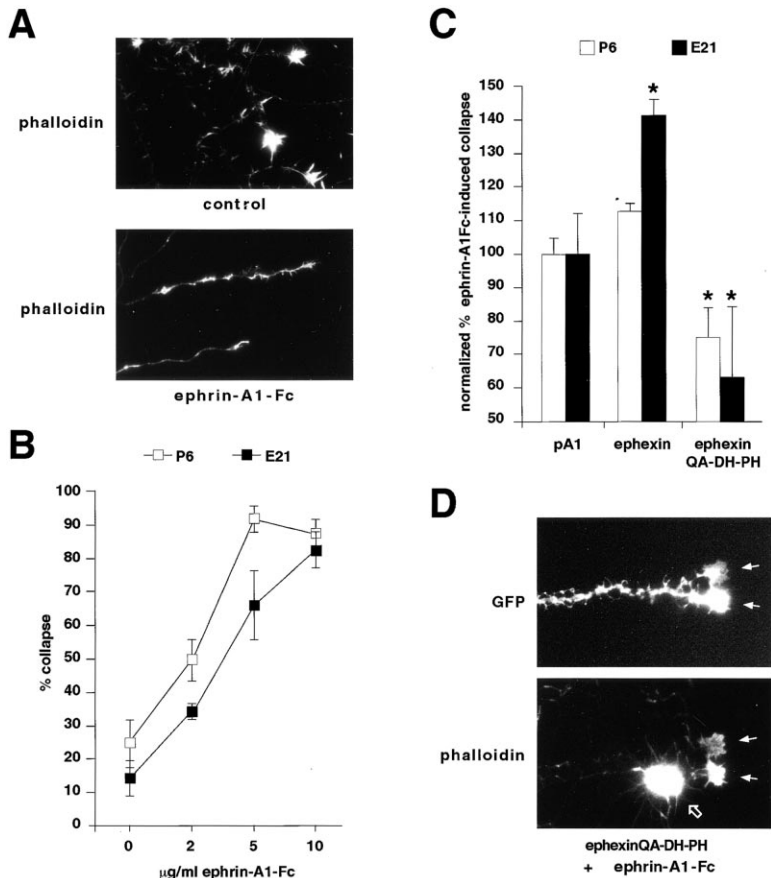 A
phalloidin
control
phalloidin
ephrin-A1-Fc
B
P6 E21
% collapse
100
90
80
70
60
50
40
30
20
10
0
0 2 5 10
μg/ml ephrin-A1-Fc
C
P6 E21
normalized % ephrin-A1Fc-induced collapse
150
140
130
120
110
100
90
80
70
60
50
*
* *
pA1 ephexin ephexin
QA-DH-PH
D
GFP
phalloidin
ephexinQA-DH-PH
+ ephrin-A1-Fc